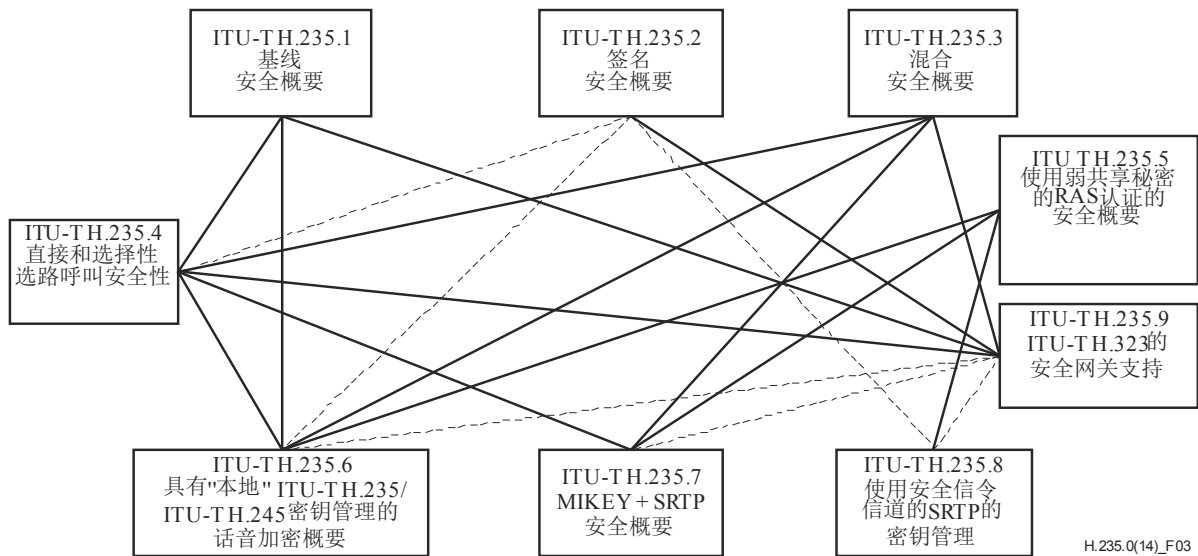 ITU-T H.235.1
基线
安全概要
ITU-T H.235.2
签名
安全概要
ITU-T H.235.3
混合
安全概要
ITU-T H.235.4
直接和选择性
选路呼叫安全性
ITU T H.235.5
使用弱共享秘密
的RAS认证的
安全概要
ITU-T H.235.9
ITU-T H.323的
安全网关支持
ITU-T H.235.6
具有"本地" ITU-T H.235/
ITU-T H.245密钥管理的
话音加密概要
ITU-T H.235.7
MIKEY + SRTP
安全概要
ITU-T H.235.8
使用安全信令
信道的SRTP的
密钥管理
H.235.0(14)_F03